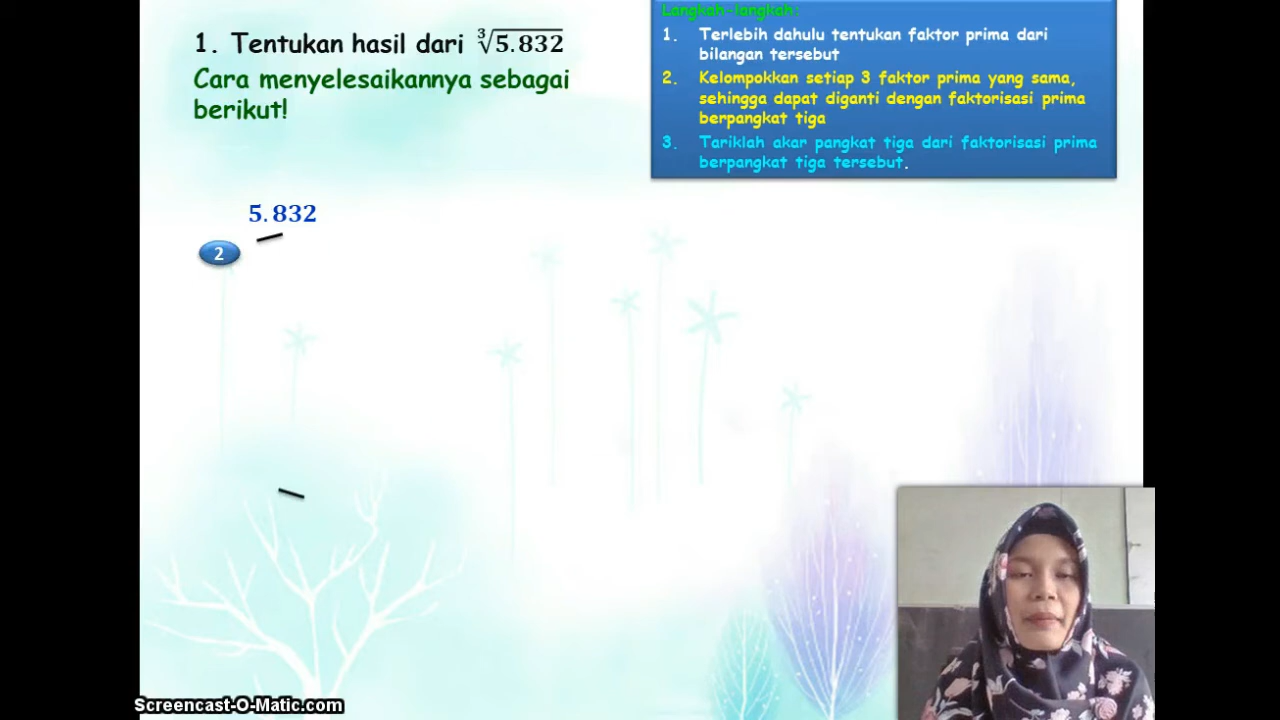 1. Tentukan hasil dari ∛5.832
Cara menyelesaikannya sebagai
berikut!
Langkah-langkah:
1. Terlebih dahulu tentukan faktor prima dari
bilangan tersebut
2. Kelompokkan setiap 3 faktor prima yang sama,
sehingga dapat diganti dengan faktorisasi prima
berpangkat tiga
3. Tariklah akar pangkat tiga dari faktorisasi prima
berpangkat tiga tersebut.
5.832
2
Screencast-O-Matic.com